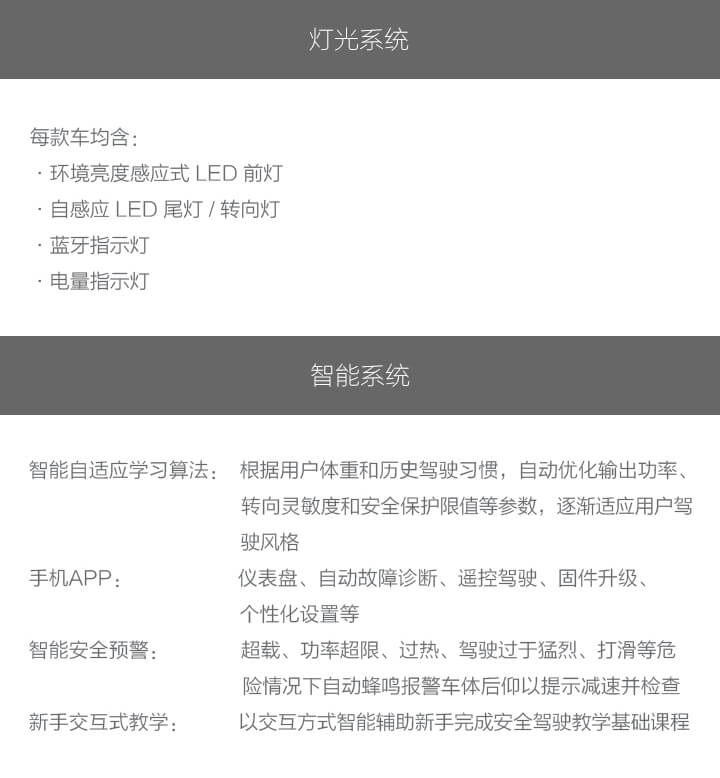 灯光系统
每款车均含：
· 环境亮度感应式 LED 前灯
· 自感应 LED 尾灯 / 转向灯
· 蓝牙指示灯
· 电量指示灯
智能系统
智能自适应学习算法： 根据用户体重和历史驾驶习惯，自动优化输出功率、
转向灵敏度和安全保护限值等参数，逐渐适应用户驾
驶风格
手机APP： 仪表盘、自动故障诊断、遥控驾驶、固件升级、
个性化设置等
智能安全预警： 超载、功率超限、过热、驾驶过于猛烈、打滑等危
险情况下自动蜂鸣报警车体后仰以提示减速并检查
新手交互式教学： 以交互方式智能辅助新手完成安全驾驶教学基础课程